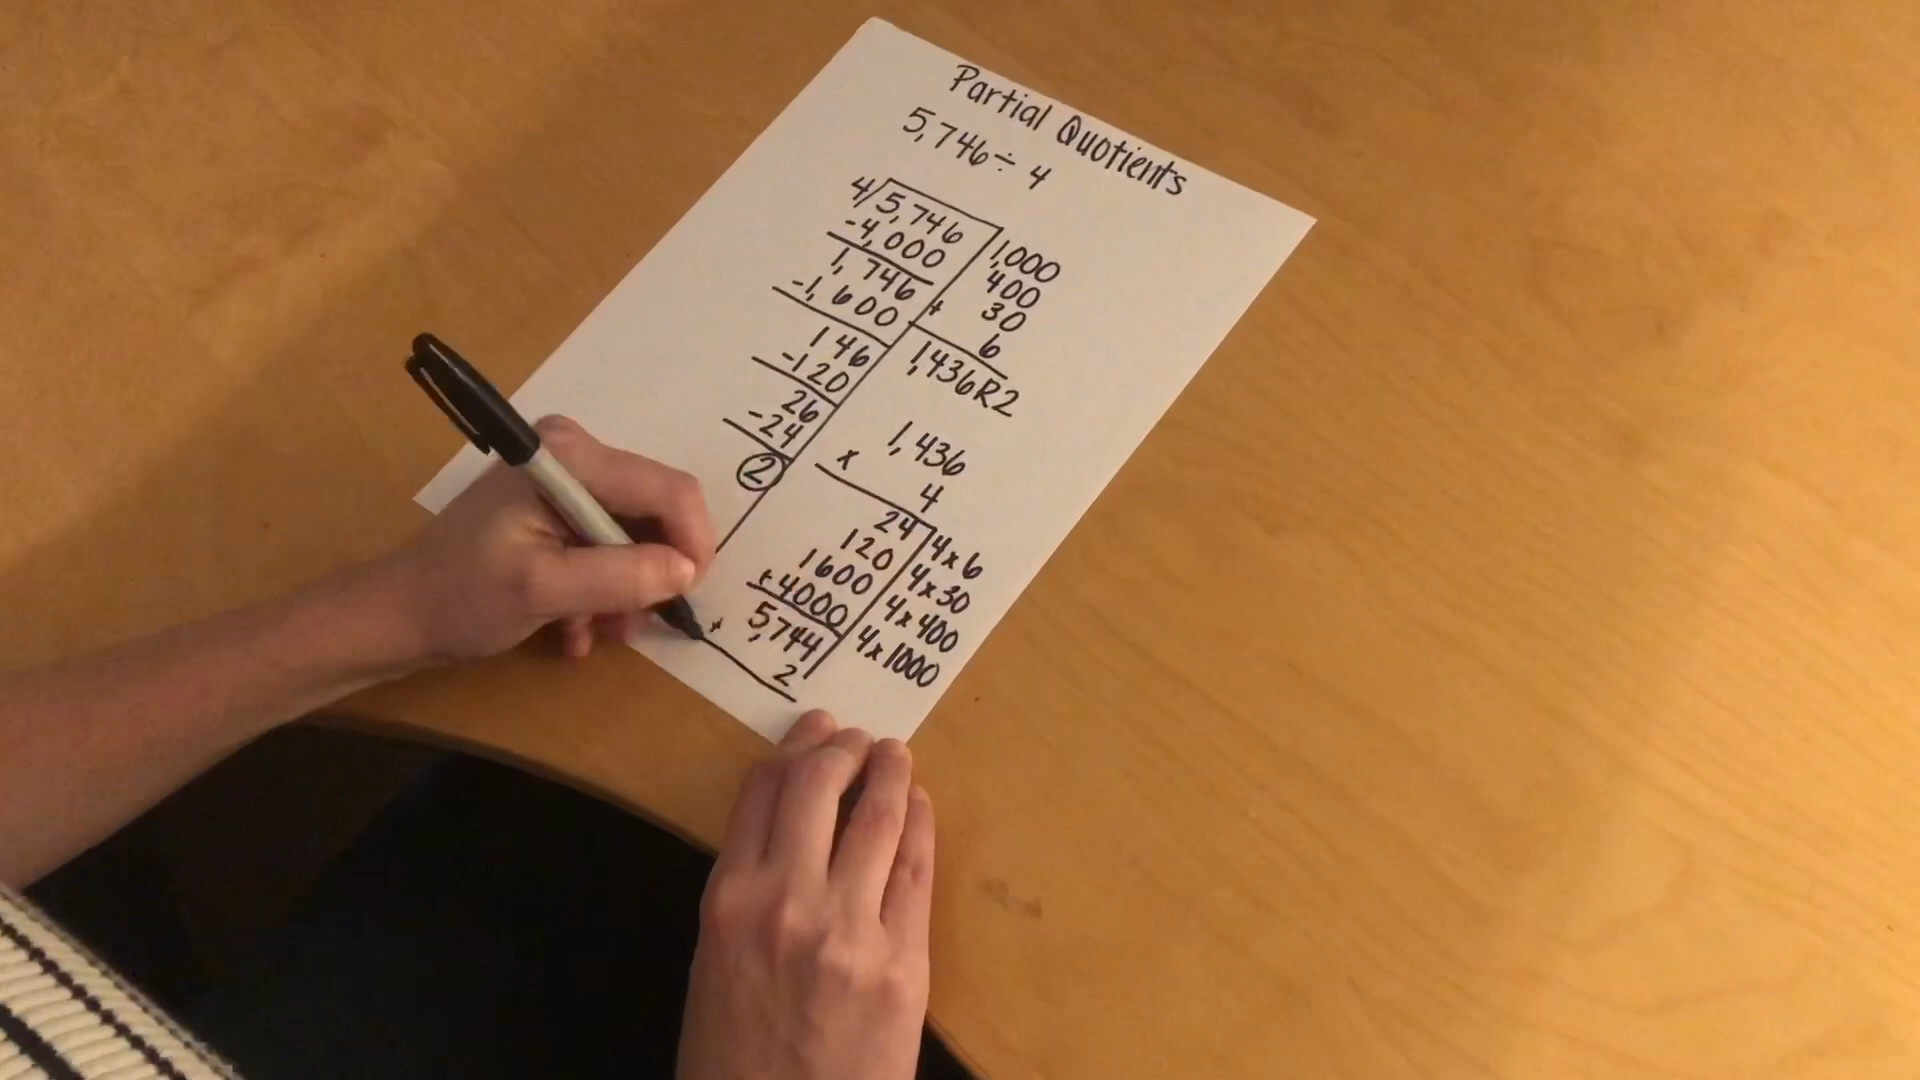 Partial Quotients
5,746 ÷ 4
4/5,746
-4,000 1,000
1,746 400
-1,600 + 30
146 6
-120 1,436R2
26
-24
2
1,436
x 4
24 4x6
120 4x30
1600 4x400
+4000 4x1000
5,744
+ 2